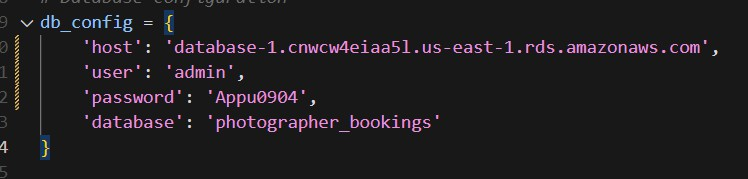 # Database configuration
db_config = {
'host': 'database-1.cnwcw4eiaa5l.us-east-1.rds.amazonaws.com',
'user': 'admin',
'password': 'Appu0904',
'database': 'photographer_bookings'
}